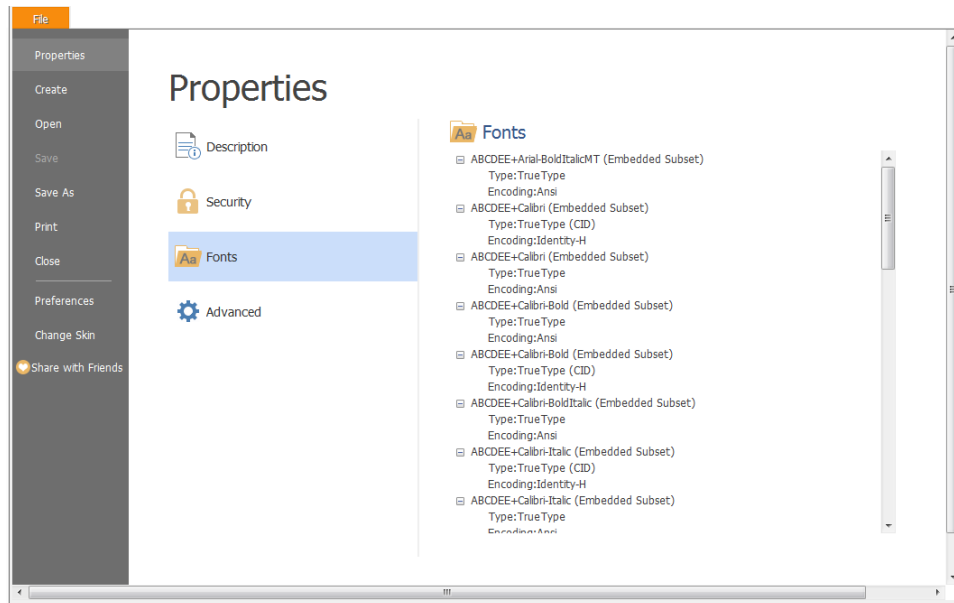 File
Properties
Create
Open
Save
Save As
Print
Close
Preferences
Change Skin
Share with Friends
Properties
Description
Security
Aa Fonts
Advanced
Aa Fonts
ABCDEE+Arial-BoldItalicMT (Embedded Subset)
Type:TrueType
Encoding:Ansi
ABCDEE+Calibri (Embedded Subset)
Type:TrueType (CID)
Encoding:Identity-H
ABCDEE+Calibri (Embedded Subset)
Type:TrueType
Encoding:Ansi
ABCDEE+Calibri-Bold (Embedded Subset)
Type:TrueType
Encoding:Ansi
ABCDEE+Calibri-Bold (Embedded Subset)
Type:TrueType (CID)
Encoding:Identity-H
ABCDEE+Calibri-BoldItalic (Embedded Subset)
Type:TrueType
Encoding:Ansi
ABCDEE+Calibri-Italic (Embedded Subset)
Type:TrueType (CID)
Encoding:Identity-H
ABCDEE+Calibri-Italic (Embedded Subset)
Type:TrueType
Encoding:Ansi